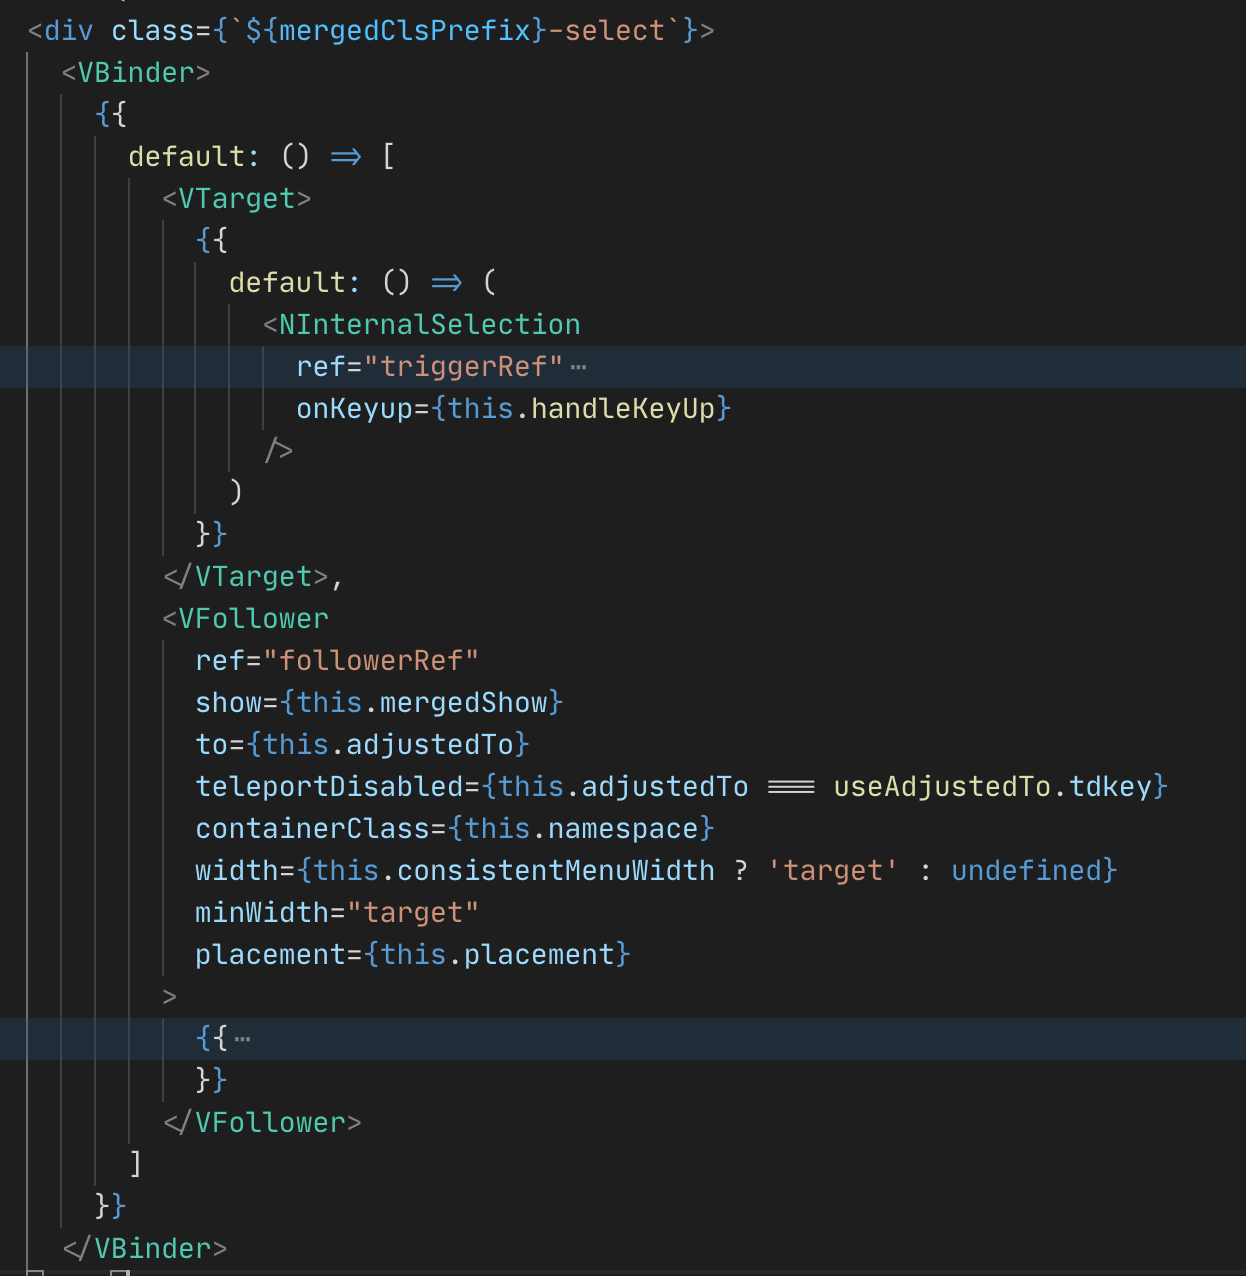 <div class={`${mergedClsPrefix}-select`}>
<VBinder>
{{
default: () => [
<VTarget>
{{
default: () => (
<NInternalSelection
ref="triggerRef"⋯
onKeyup={this.handleKeyUp}
/>
)
}}
</VTarget>,
<VFollower
ref="followerRef"
show={this.mergedShow}
to={this.adjustedTo}
teleportDisabled={this.adjustedTo === useAdjustedTo.tdkey}
containerClass={this.namespace}
width={this.consistentMenuWidth ? 'target' : undefined}
minWidth="target"
placement={this.placement}
>
{{⋯
}}
</VFollower>
]
}}
</VBinder>